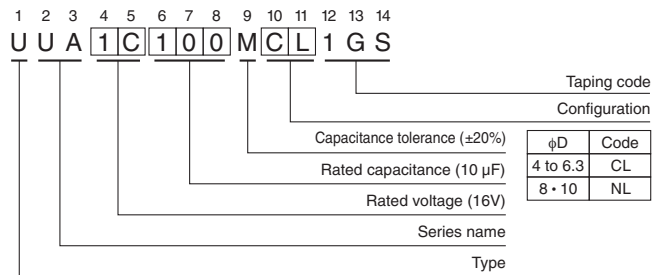 1 2 3 4 5 6 7 8 9 10 11 12 13 14
U U A 1 C 1 0 0 M C L 1 G S
Taping code
Configuration
Capacitance tolerance (±20%)
Rated capacitance (10 µF)
Rated voltage (16V)
Series name
Type
ϕD Code
4 to 6.3 CL
8 • 10 NL